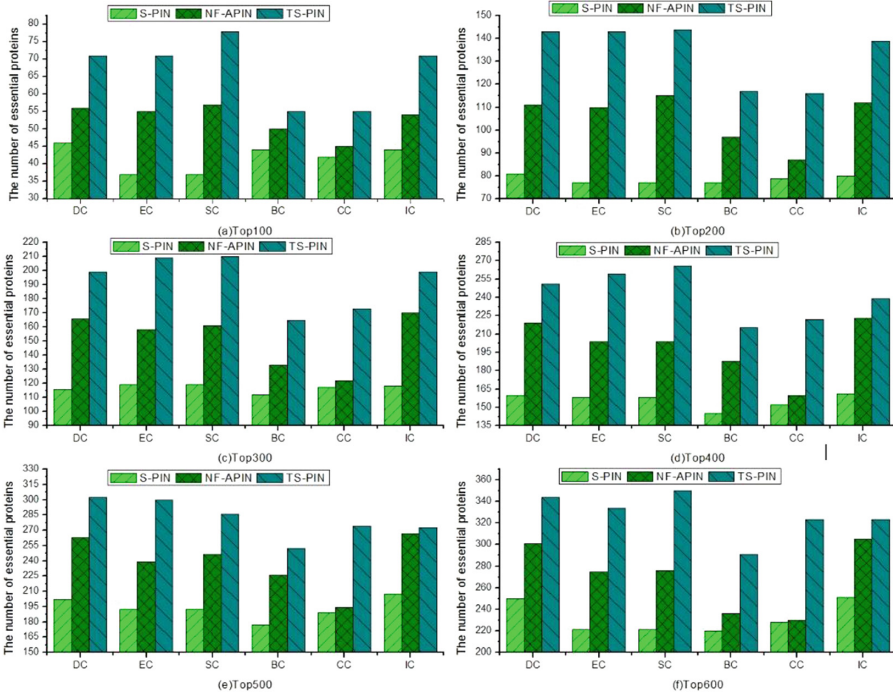 S-PIN NF-APIN TS-PIN
The number of essential proteins
80
75
70
65
60
55
50
45
40
35
30
DC EC SC BC CC IC
(a)Top100
S-PIN NF-APIN TS-PIN
The number of essential proteins
150
140
130
120
110
100
90
80
70
DC EC SC BC CC IC
(b)Top200
S-PIN NF-APIN TS-PIN
The number of essential proteins
220
210
200
190
180
170
160
150
140
130
120
110
100
90
DC EC SC BC CC IC
(c)Top300
S-PIN NF-APIN TS-PIN
The number of essential proteins
285
270
255
240
225
210
195
180
165
150
135
DC EC SC BC CC IC
(d)Top400
S-PIN NF-APIN TS-PIN
The number of essential proteins
330
315
300
285
270
255
240
225
210
195
180
165
150
DC EC SC BC CC IC
(e)Top500
S-PIN NF-APIN TS-PIN
The number of essential proteins
360
340
320
300
280
260
240
220
200
DC EC SC BC CC IC
(f)Top600